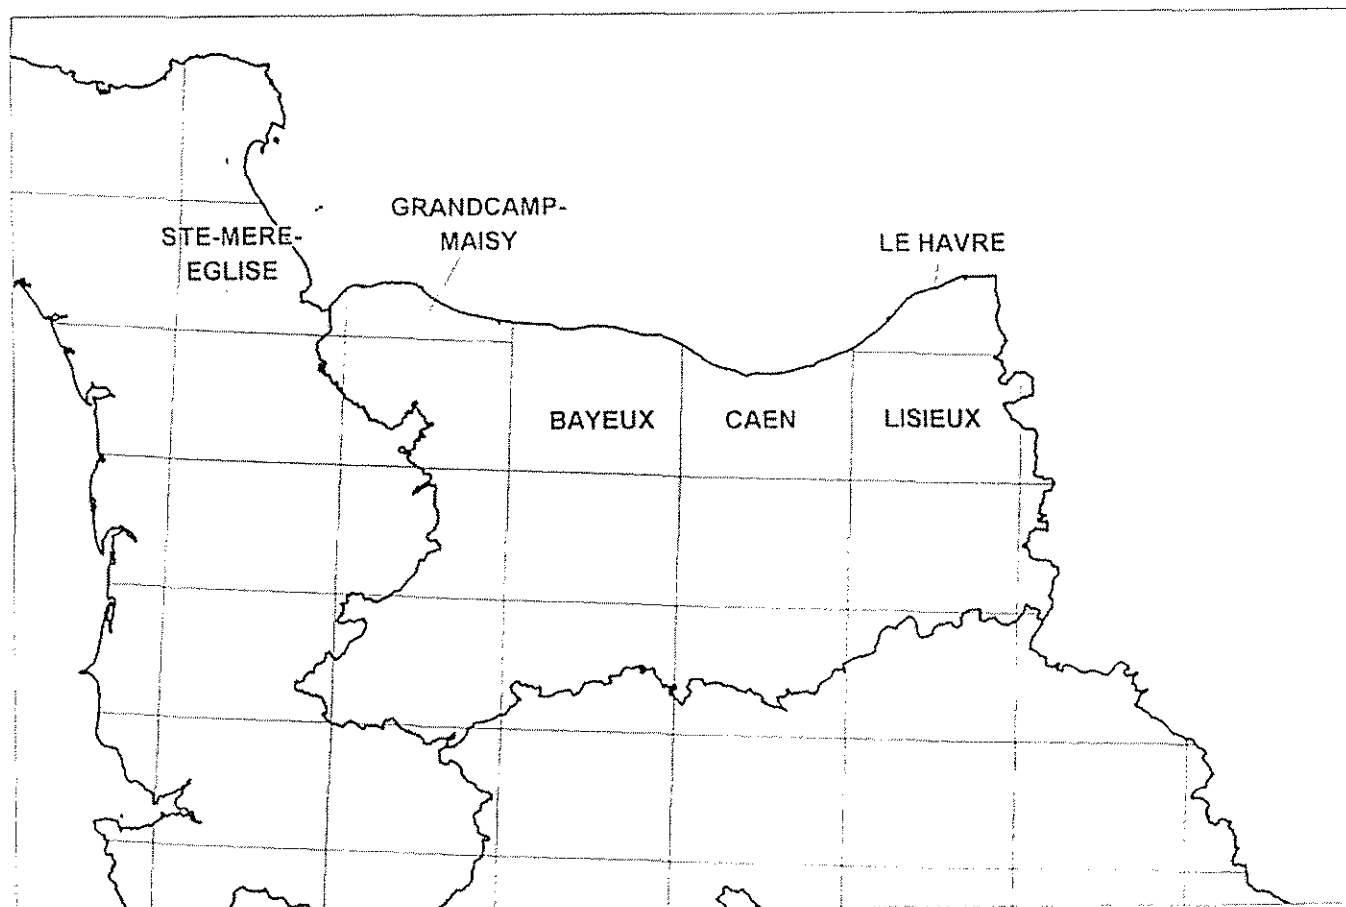 GRANDCAMP-
MAISY
STE-MERE-
EGLISE
LE HAVRE
BAYEUX
CAEN
LISIEUX